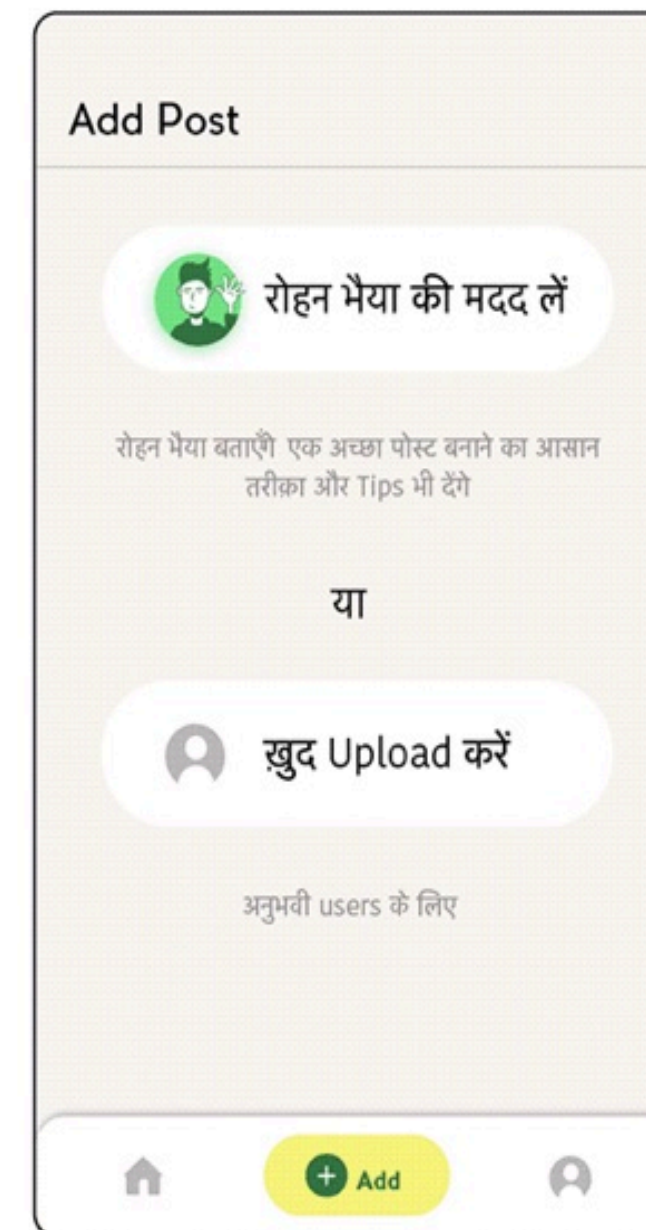 Add Post
रोहन भैया की मदद लें
रोहन भैया बताएँगे एक अच्छा पोस्ट बनाने का आसान
तरीक़ा और Tips भी देंगे
या
ख़ुद Upload करें
अनुभवी users के लिए
Add